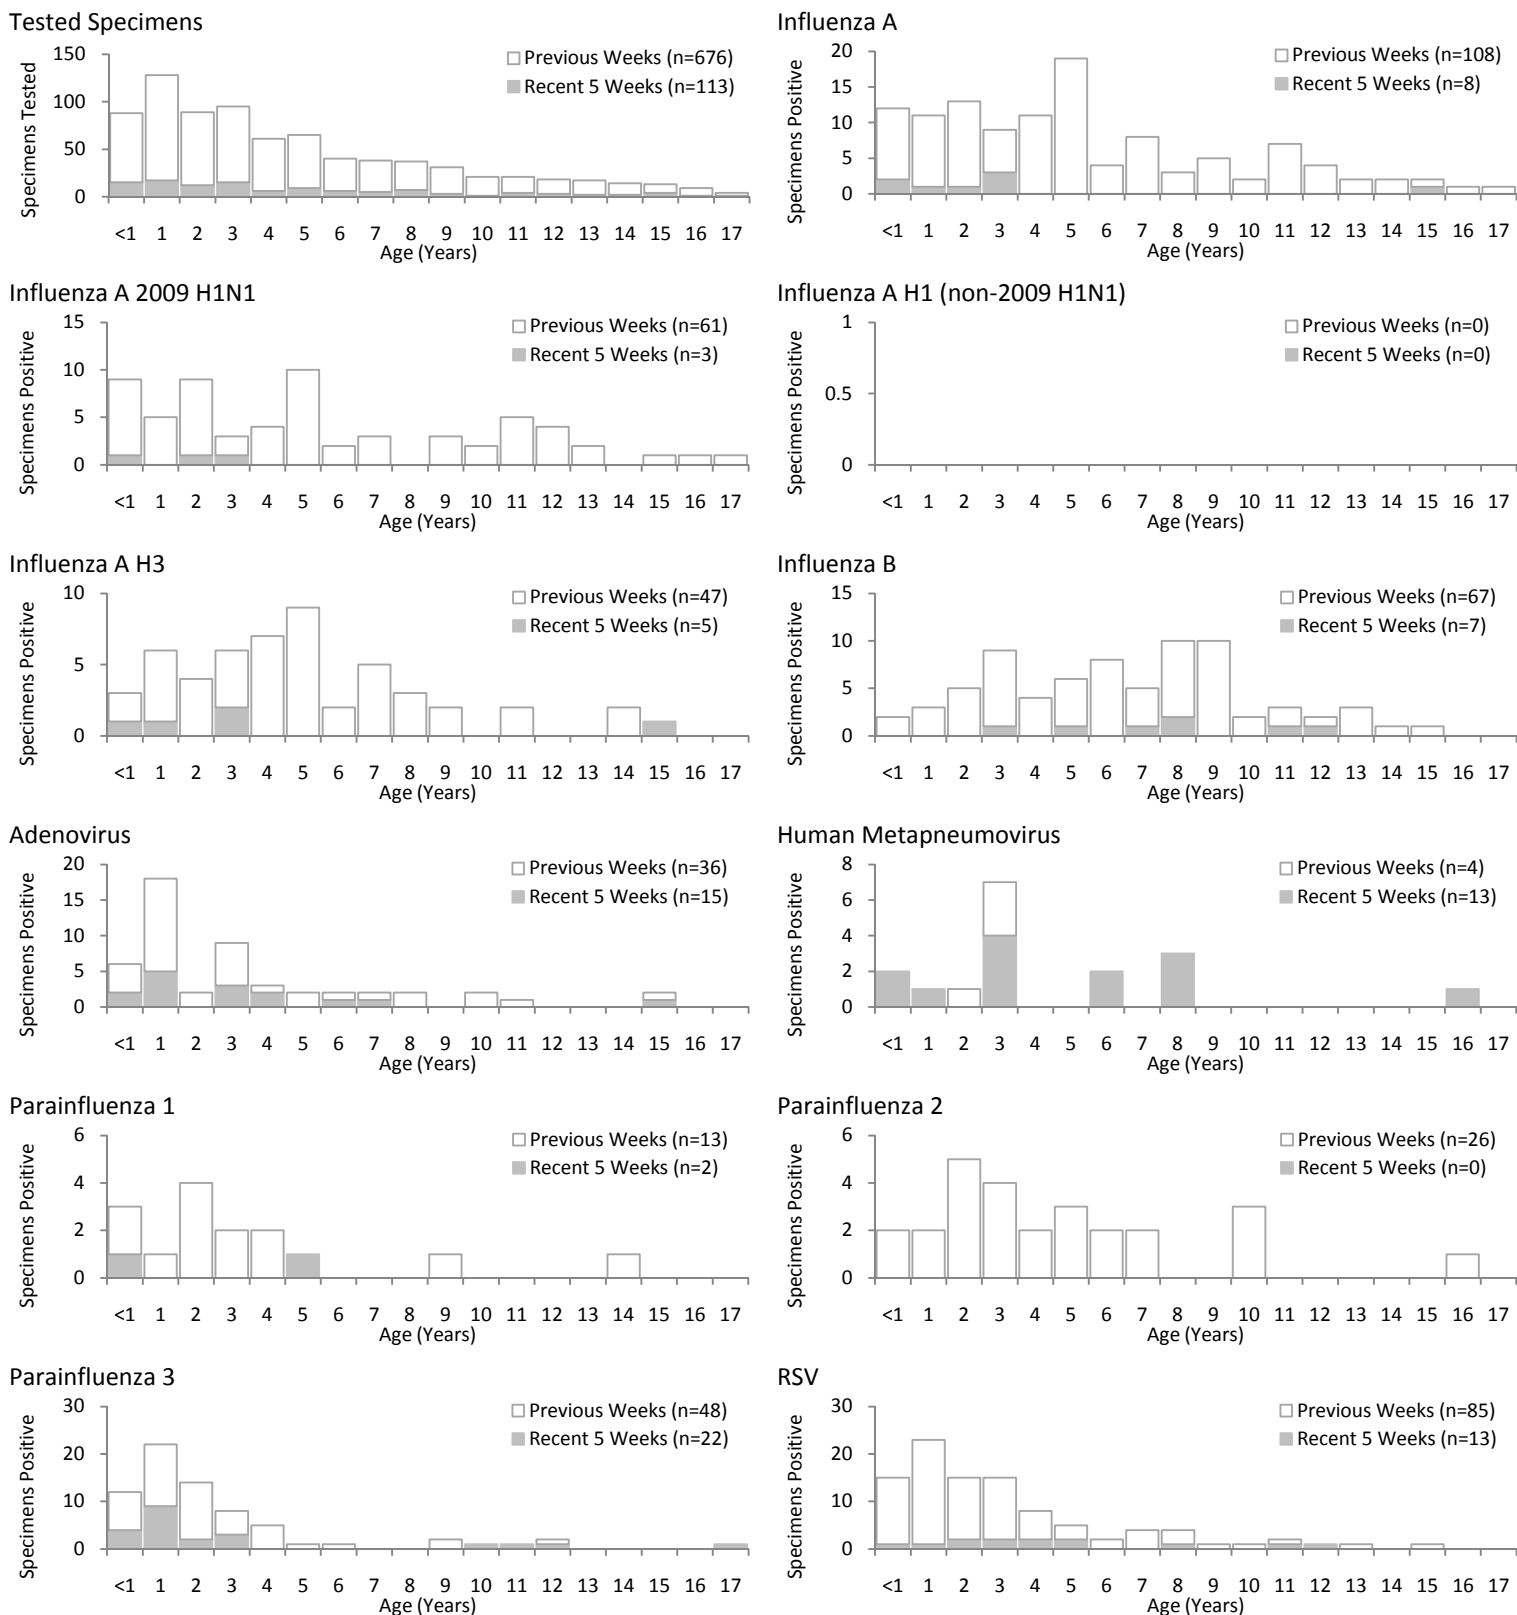 Tested Specimens
Specimens Tested
150
100
50
0
Previous Weeks (n=676)
Recent 5 Weeks (n=113)
<1 1 2 3 4 5 6 7 8 9 10 11 12 13 14 15 16 17
Age (Years)
Influenza A
Specimens Positive
20
15
10
5
0
Previous Weeks (n=108)
Recent 5 Weeks (n=8)
<1 1 2 3 4 5 6 7 8 9 10 11 12 13 14 15 16 17
Age (Years)
Influenza A 2009 H1N1
Specimens Positive
15
10
5
0
Previous Weeks (n=61)
Recent 5 Weeks (n=3)
<1 1 2 3 4 5 6 7 8 9 10 11 12 13 14 15 16 17
Age (Years)
Influenza A H1 (non-2009 H1N1)
Specimens Positive
1
0.5
0
Previous Weeks (n=0)
Recent 5 Weeks (n=0)
<1 1 2 3 4 5 6 7 8 9 10 11 12 13 14 15 16 17
Age (Years)
Influenza A H3
Specimens Positive
10
5
0
Previous Weeks (n=47)
Recent 5 Weeks (n=5)
<1 1 2 3 4 5 6 7 8 9 10 11 12 13 14 15 16 17
Age (Years)
Influenza B
Specimens Positive
15
10
5
0
Previous Weeks (n=67)
Recent 5 Weeks (n=7)
<1 1 2 3 4 5 6 7 8 9 10 11 12 13 14 15 16 17
Age (Years)
Adenovirus
Specimens Positive
20
15
10
5
0
Previous Weeks (n=36)
Recent 5 Weeks (n=15)
<1 1 2 3 4 5 6 7 8 9 10 11 12 13 14 15 16 17
Age (Years)
Human Metapneumovirus
Specimens Positive
8
6
4
2
0
Previous Weeks (n=4)
Recent 5 Weeks (n=13)
<1 1 2 3 4 5 6 7 8 9 10 11 12 13 14 15 16 17
Age (Years)
Parainfluenza 1
Specimens Positive
6
4
2
0
Previous Weeks (n=13)
Recent 5 Weeks (n=2)
<1 1 2 3 4 5 6 7 8 9 10 11 12 13 14 15 16 17
Age (Years)
Parainfluenza 2
Specimens Positive
6
4
2
0
Previous Weeks (n=26)
Recent 5 Weeks (n=0)
<1 1 2 3 4 5 6 7 8 9 10 11 12 13 14 15 16 17
Age (Years)
Parainfluenza 3
Specimens Positive
30
20
10
0
Previous Weeks (n=48)
Recent 5 Weeks (n=22)
<1 1 2 3 4 5 6 7 8 9 10 11 12 13 14 15 16 17
Age (Years)
RSV
Specimens Positive
30
20
10
0
Previous Weeks (n=85)
Recent 5 Weeks (n=13)
<1 1 2 3 4 5 6 7 8 9 10 11 12 13 14 15 16 17
Age (Years)